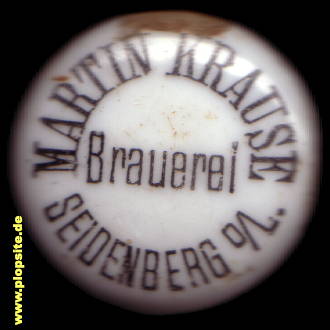 MARTIN KRAUSE
Brauerei
SEIDENBERG O/L.
www.plopsite.de